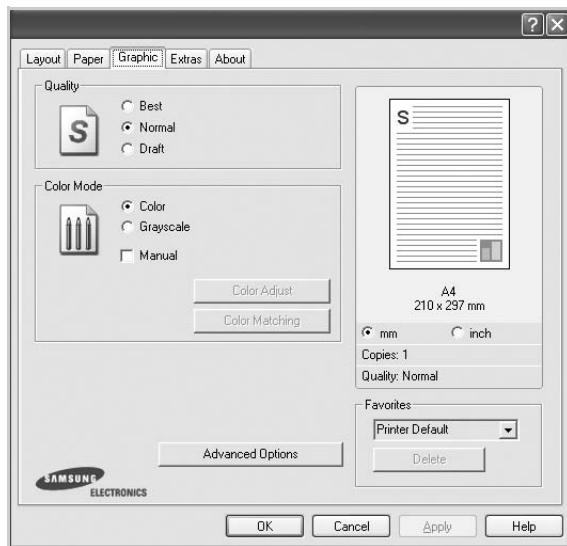 Layout Paper Graphic Extras About
Quality
S
Best
Normal
Draft
Color Mode
Color
Grayscale
Manual
Color Adjust
Color Matching
Advanced Options
SAMSUNG
ELECTRONICS
S
A4
210 x 297 mm
mm inch
Copies: 1
Quality: Normal
Favorites
Printer Default
Delete
OK Cancel Apply Help